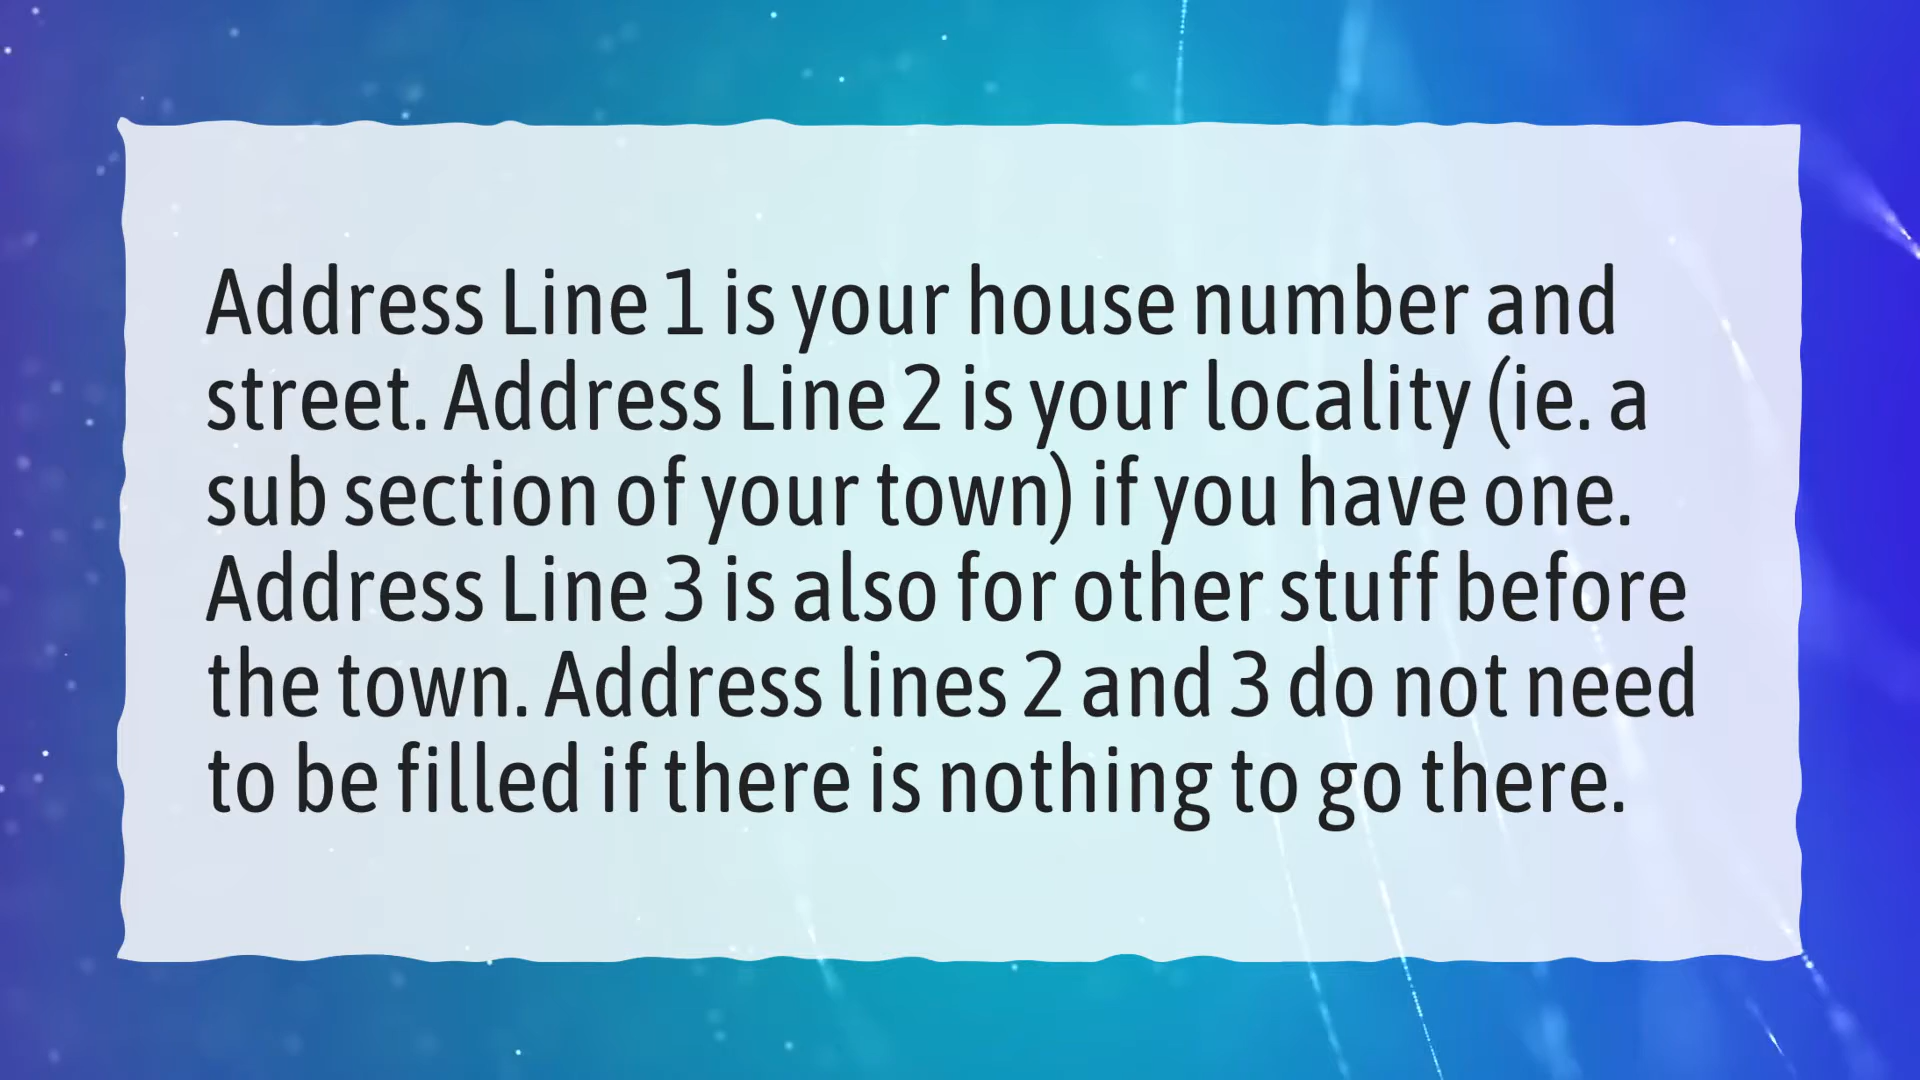 Address Line 1 is your house number and
street. Address Line 2 is your locality (ie. a
sub section of your town) if you have one.
Address Line 3 is also for other stuff before
the town. Address lines 2 and 3 do not need
to be filled if there is nothing to go there.